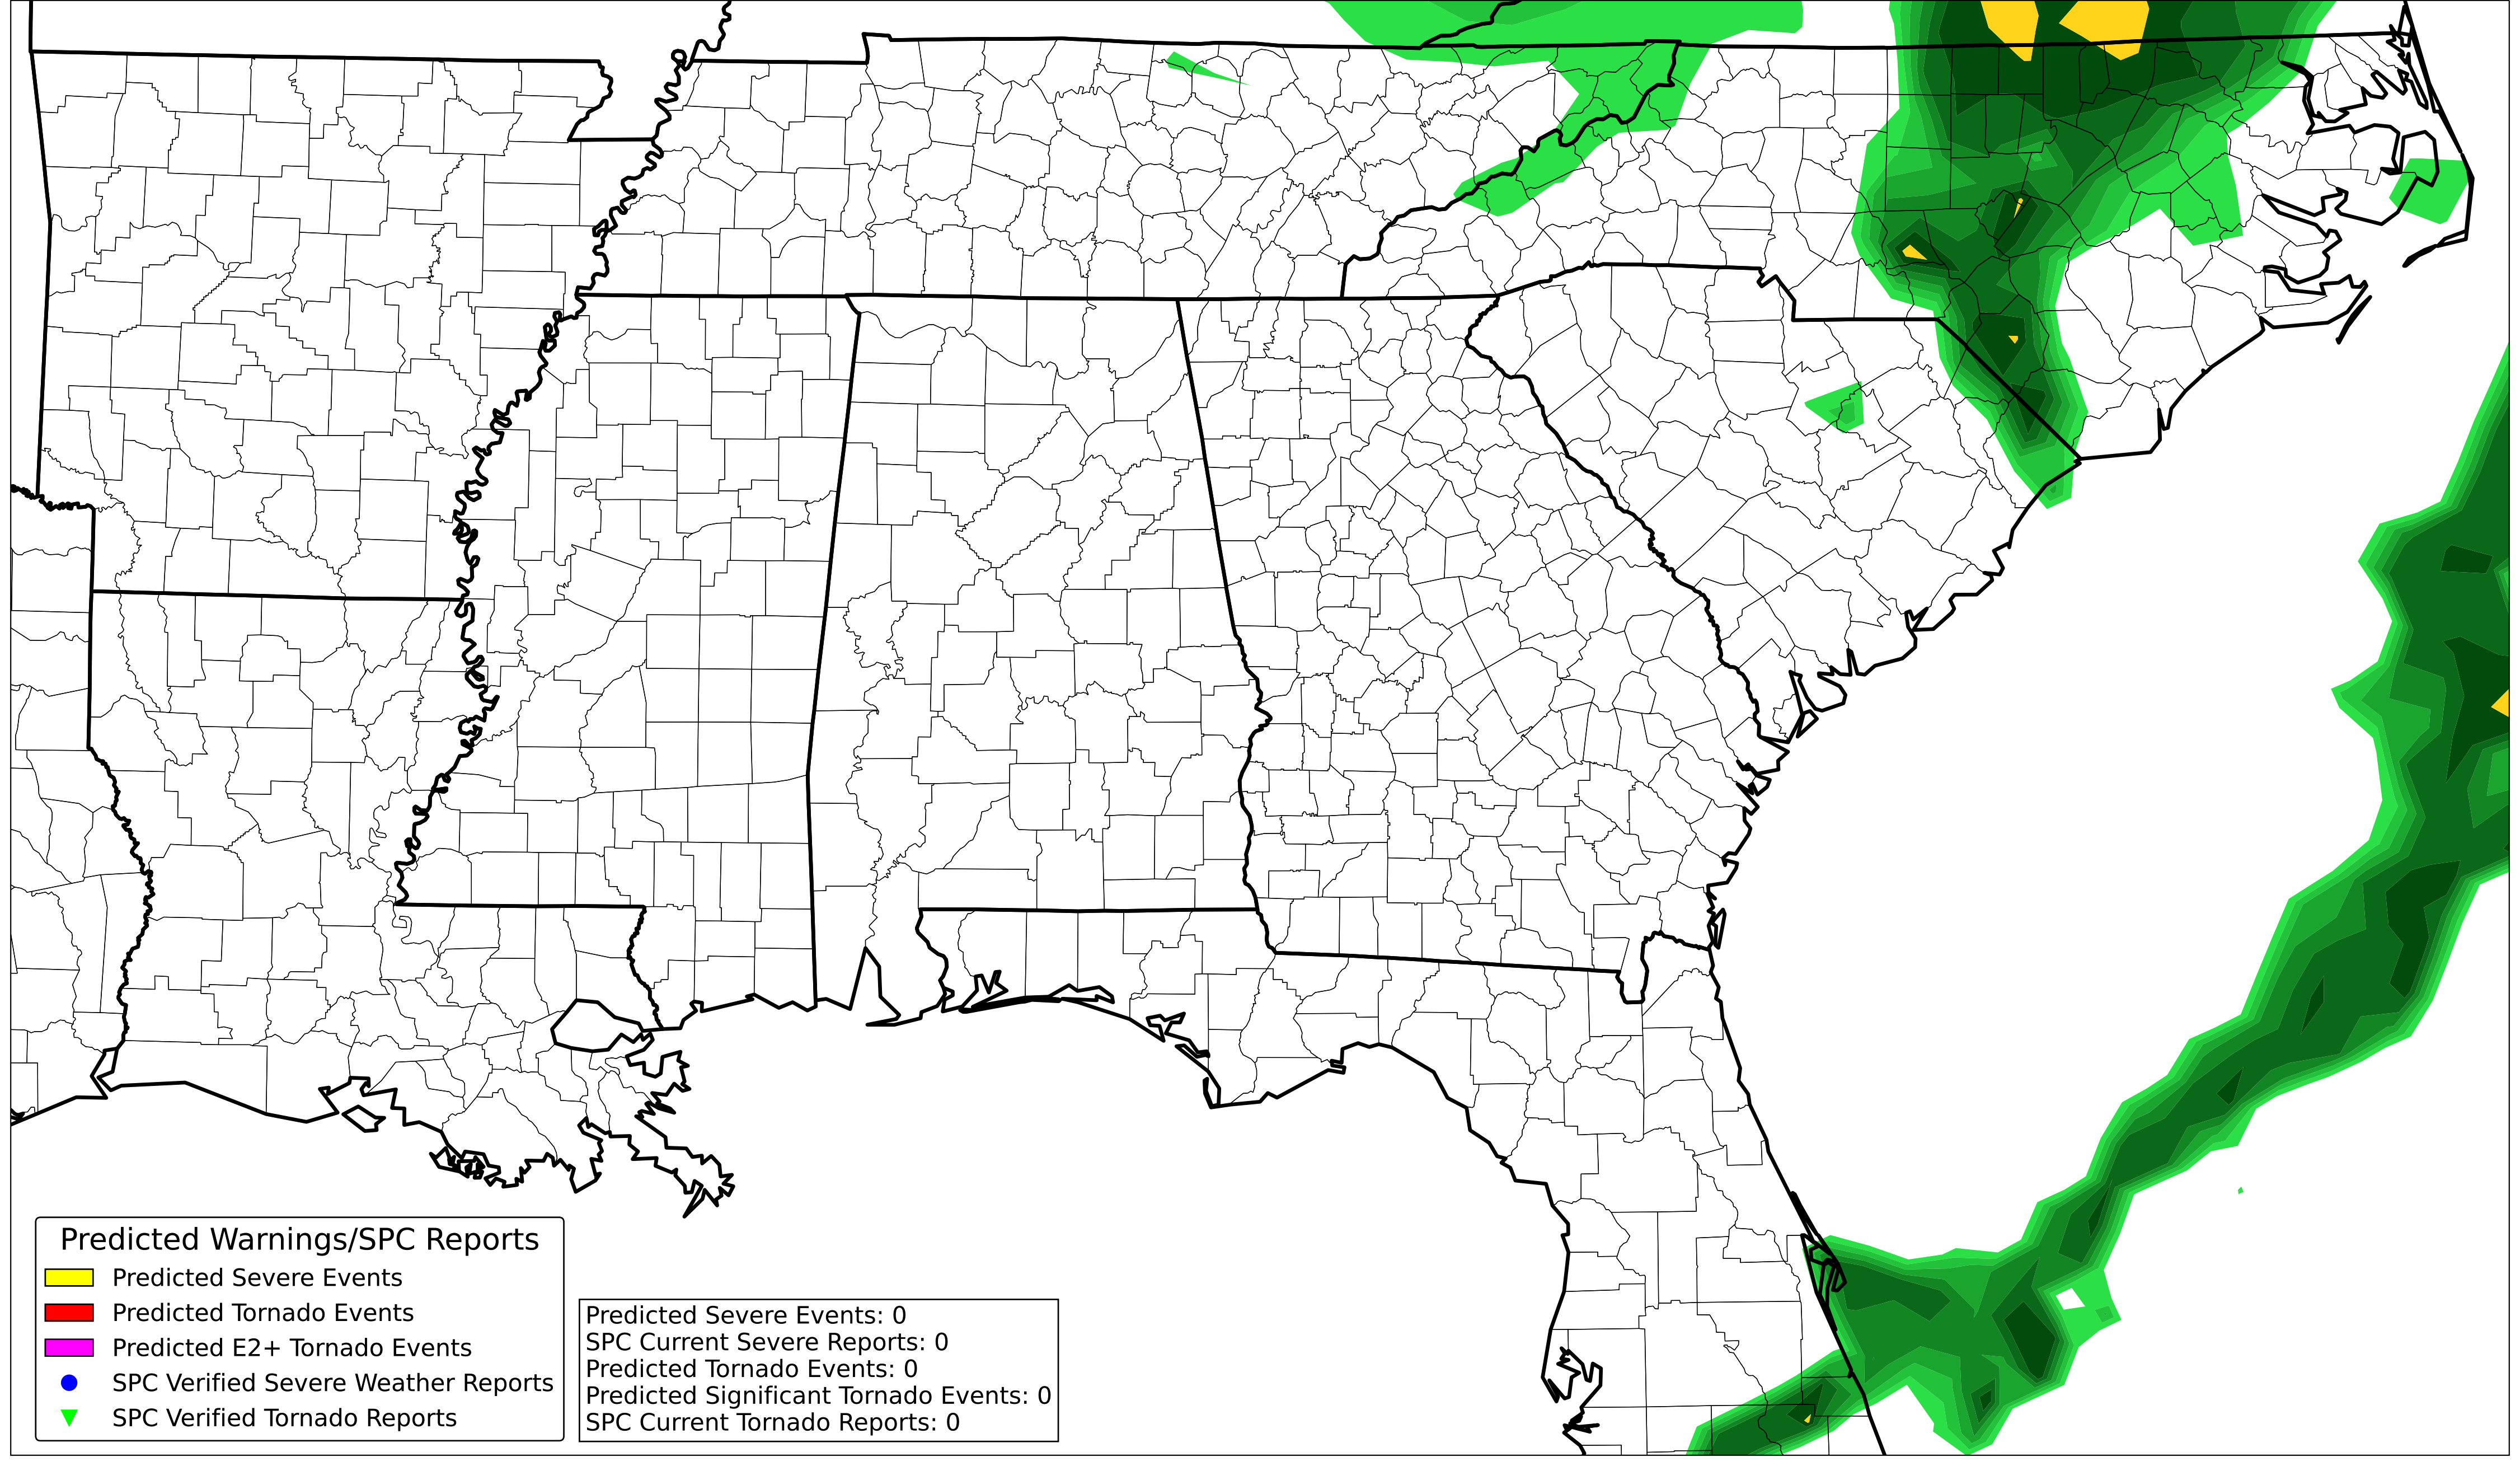 Predicted Warnings/SPC Reports
Predicted Severe Events
Predicted Tornado Events
Predicted E2+ Tornado Events
SPC Verified Severe Weather Reports
SPC Verified Tornado Reports
Predicted Severe Events: 0
SPC Current Severe Reports: 0
Predicted Tornado Events: 0
Predicted Significant Tornado Events: 0
SPC Current Tornado Reports: 0